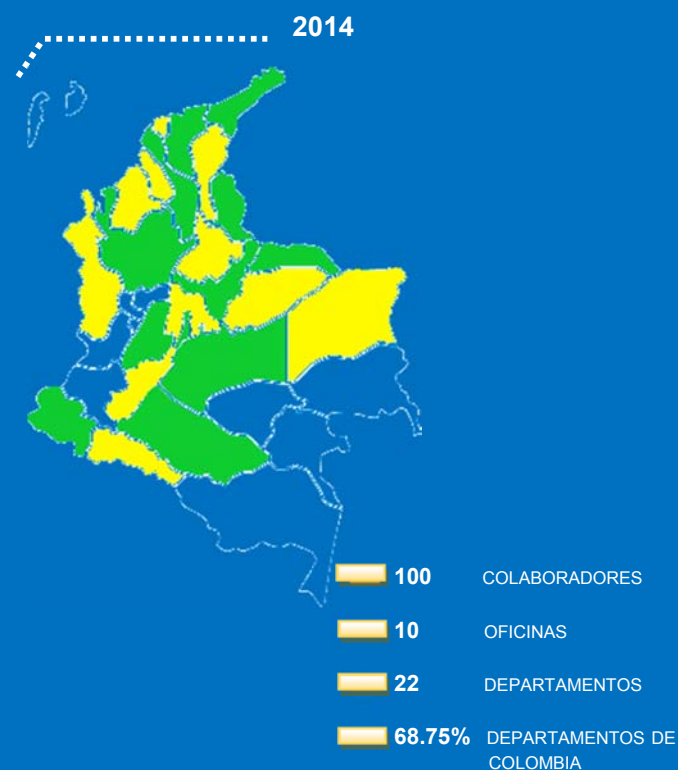 2014
100 COLABORADORES
10 OFICINAS
22 DEPARTAMENTOS
68.75% DEPARTAMENTOS DE
COLOMBIA